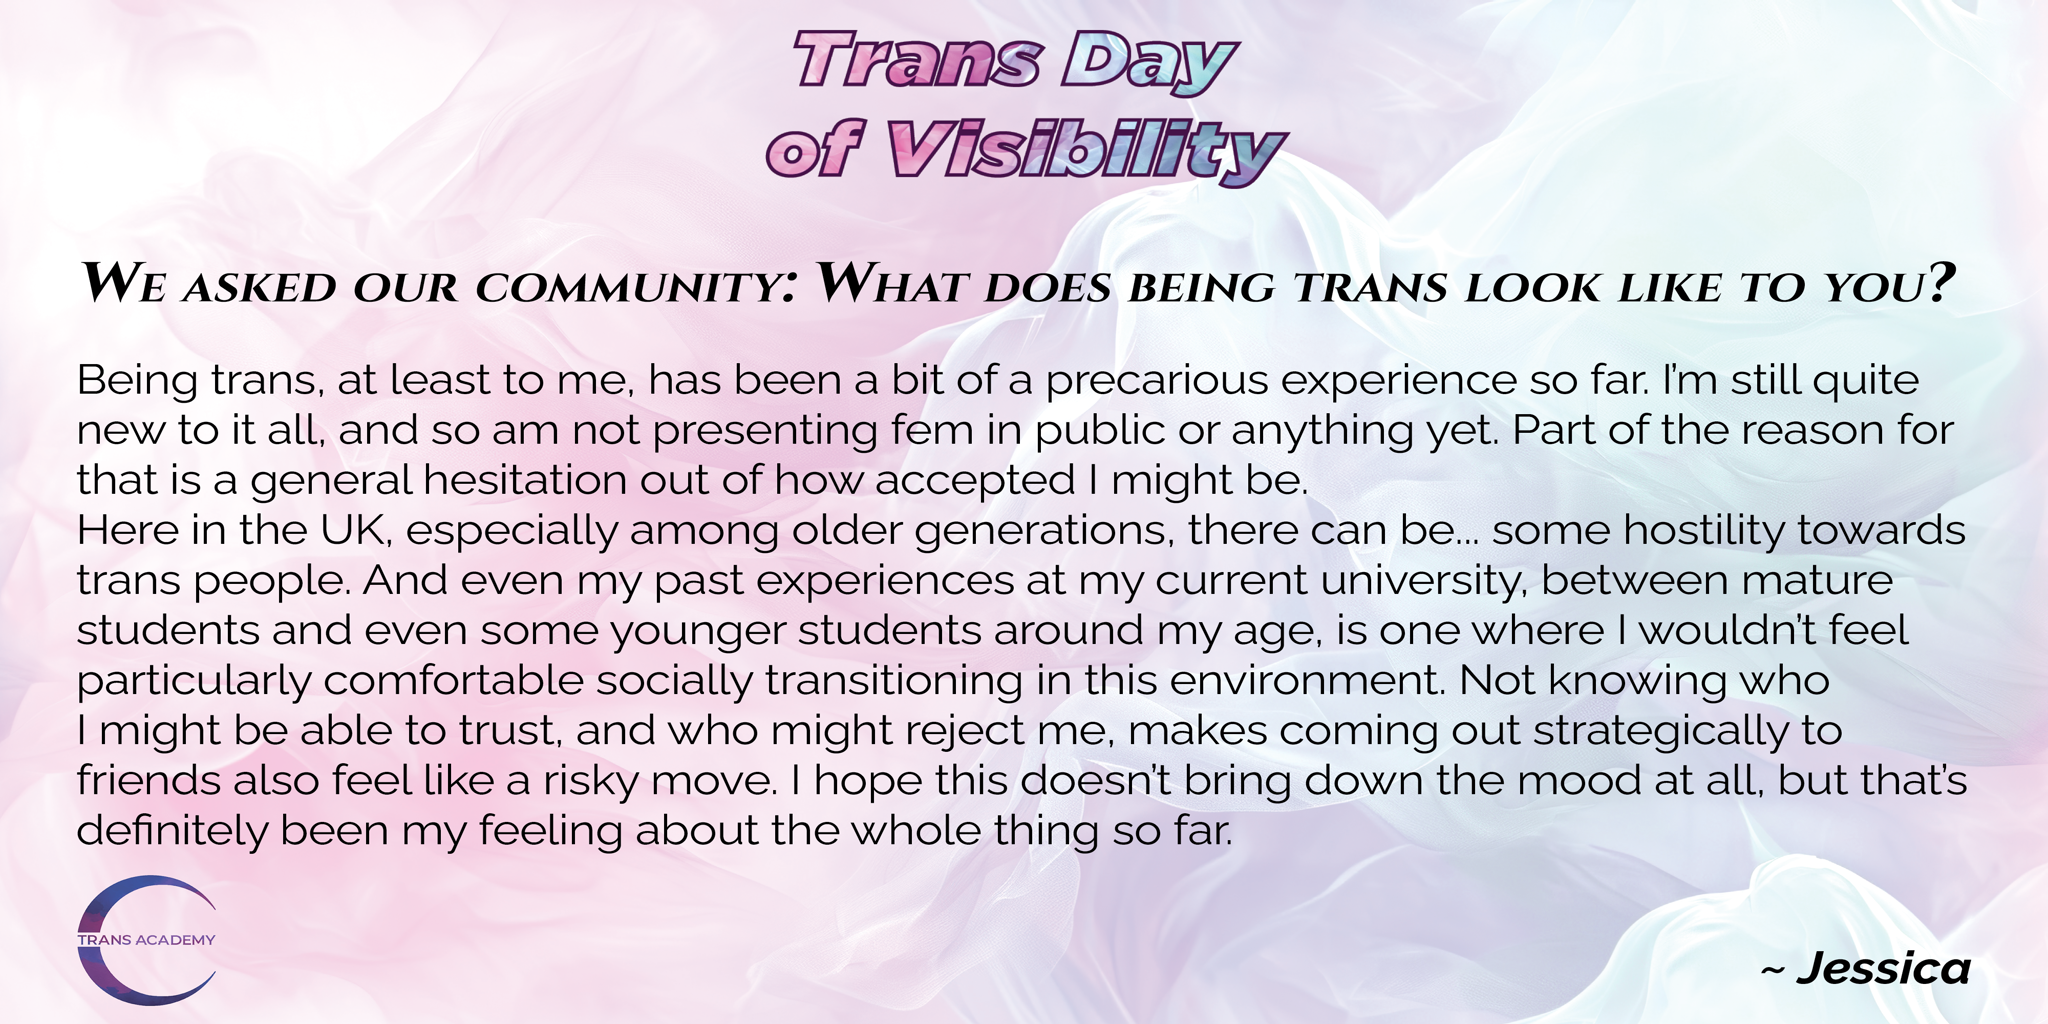 Trans Day
of Visibility
We asked our community: What does being trans look like to you?
Being trans, at least to me, has been a bit of a precarious experience so far. I'm still quite
new to it all, and so am not presenting fem in public or anything yet. Part of the reason for
that is a general hesitation out of how accepted I might be.
Here in the UK, especially among older generations, there can be... some hostility towards
trans people. And even my past experiences at my current university, between mature
students and even some younger students around my age, is one where I wouldn't feel
particularly comfortable socially transitioning in this environment. Not knowing who
I might be able to trust, and who might reject me, makes coming out strategically to
friends also feel like a risky move. I hope this doesn't bring down the mood at all, but that's
definitely been my feeling about the whole thing so far.
TRANS ACADEMY
~ Jessica